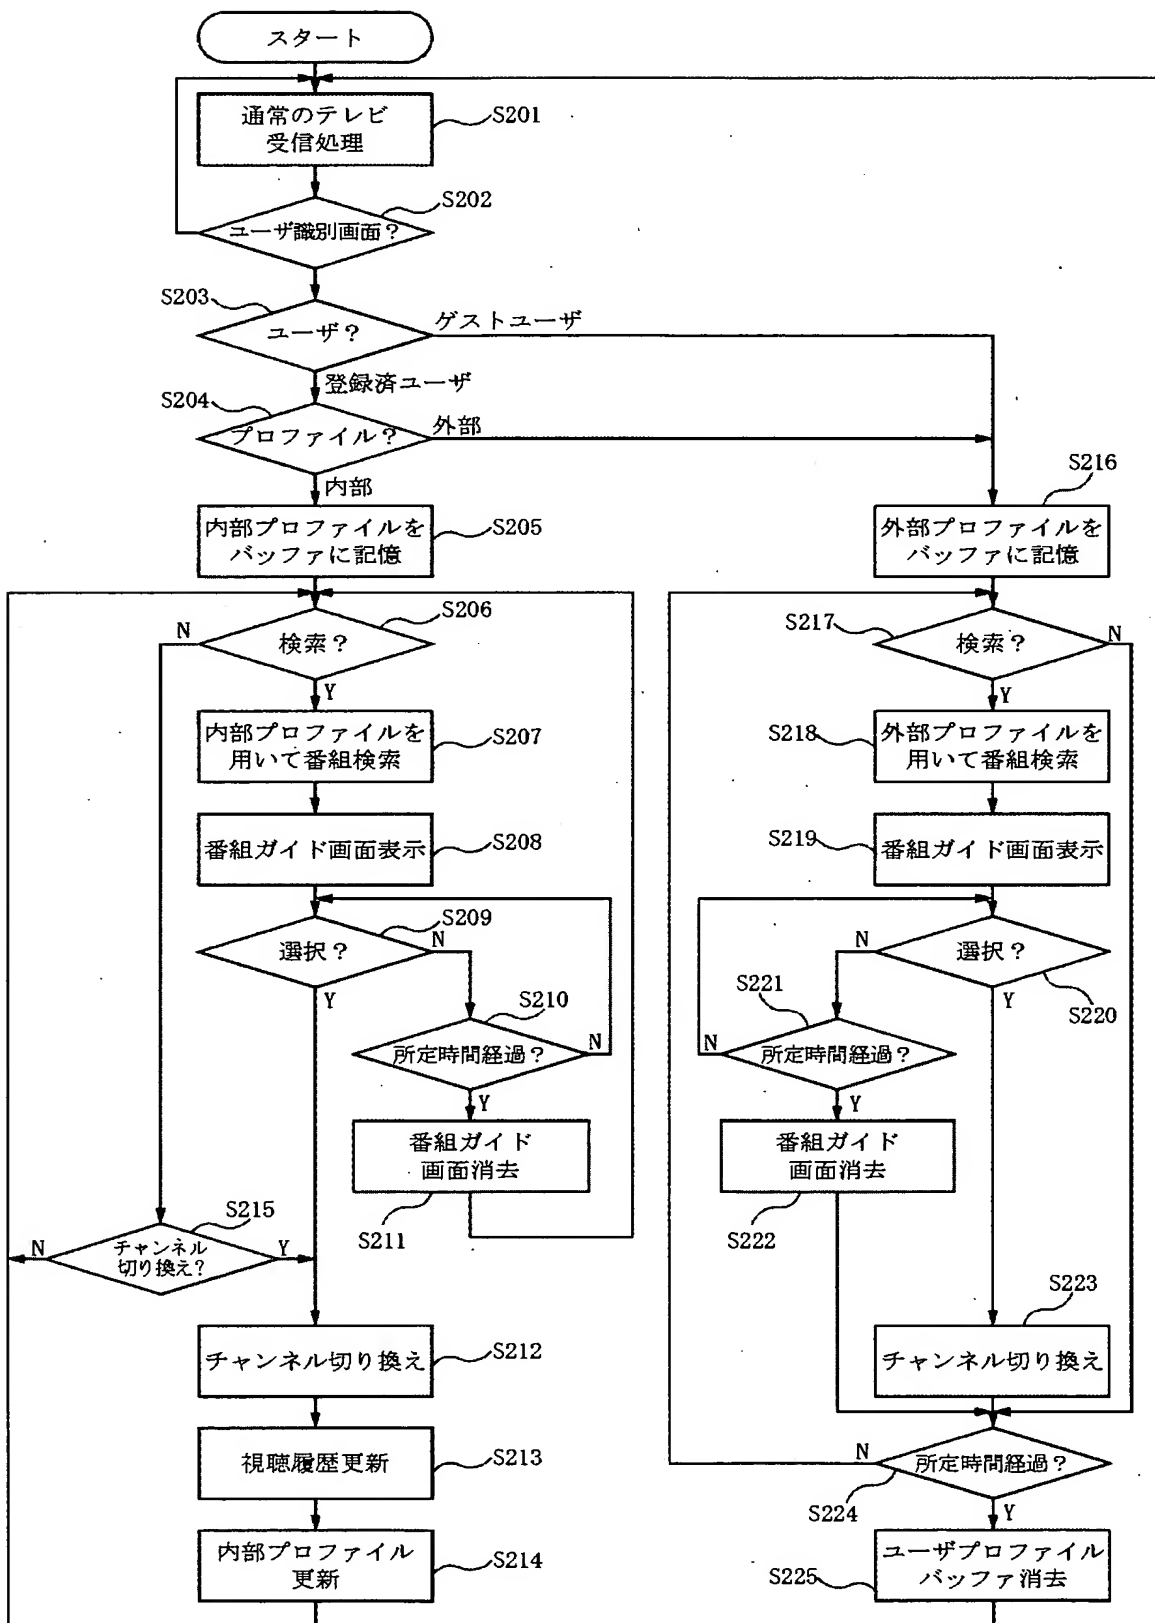 スタート
通常のテレビ
受信処理
S201
S202
ユーザ識別画面？
S203
ユーザ？
ゲストユーザ
登録済ユーザ
S204
プロファイル？
外部
内部
内部プロファイルを
バッファに記憶
S205
S206
N
検索？
Y
内部プロファイルを
用いて番組検索
S207
番組ガイド画面表示
S208
S209
選択？
N
Y
S210
所定時間経過？
N
Y
番組ガイド
画面消去
S211
S215
N
チャンネル
切り換え？
Y
チャンネル切り換え
S212
視聴履歴更新
S213
内部プロファイル
更新
S214
S216
外部プロファイルを
バッファに記憶
S217
検索？
N
Y
S218
外部プロファイルを
用いて番組検索
S219
番組ガイド画面表示
N
選択？
S220
Y
S221
N
所定時間経過？
Y
番組ガイド
画面消去
S222
S223
チャンネル切り換え
N
所定時間経過？
S224
Y
ユーザプロファイル
バッファ消去
S225